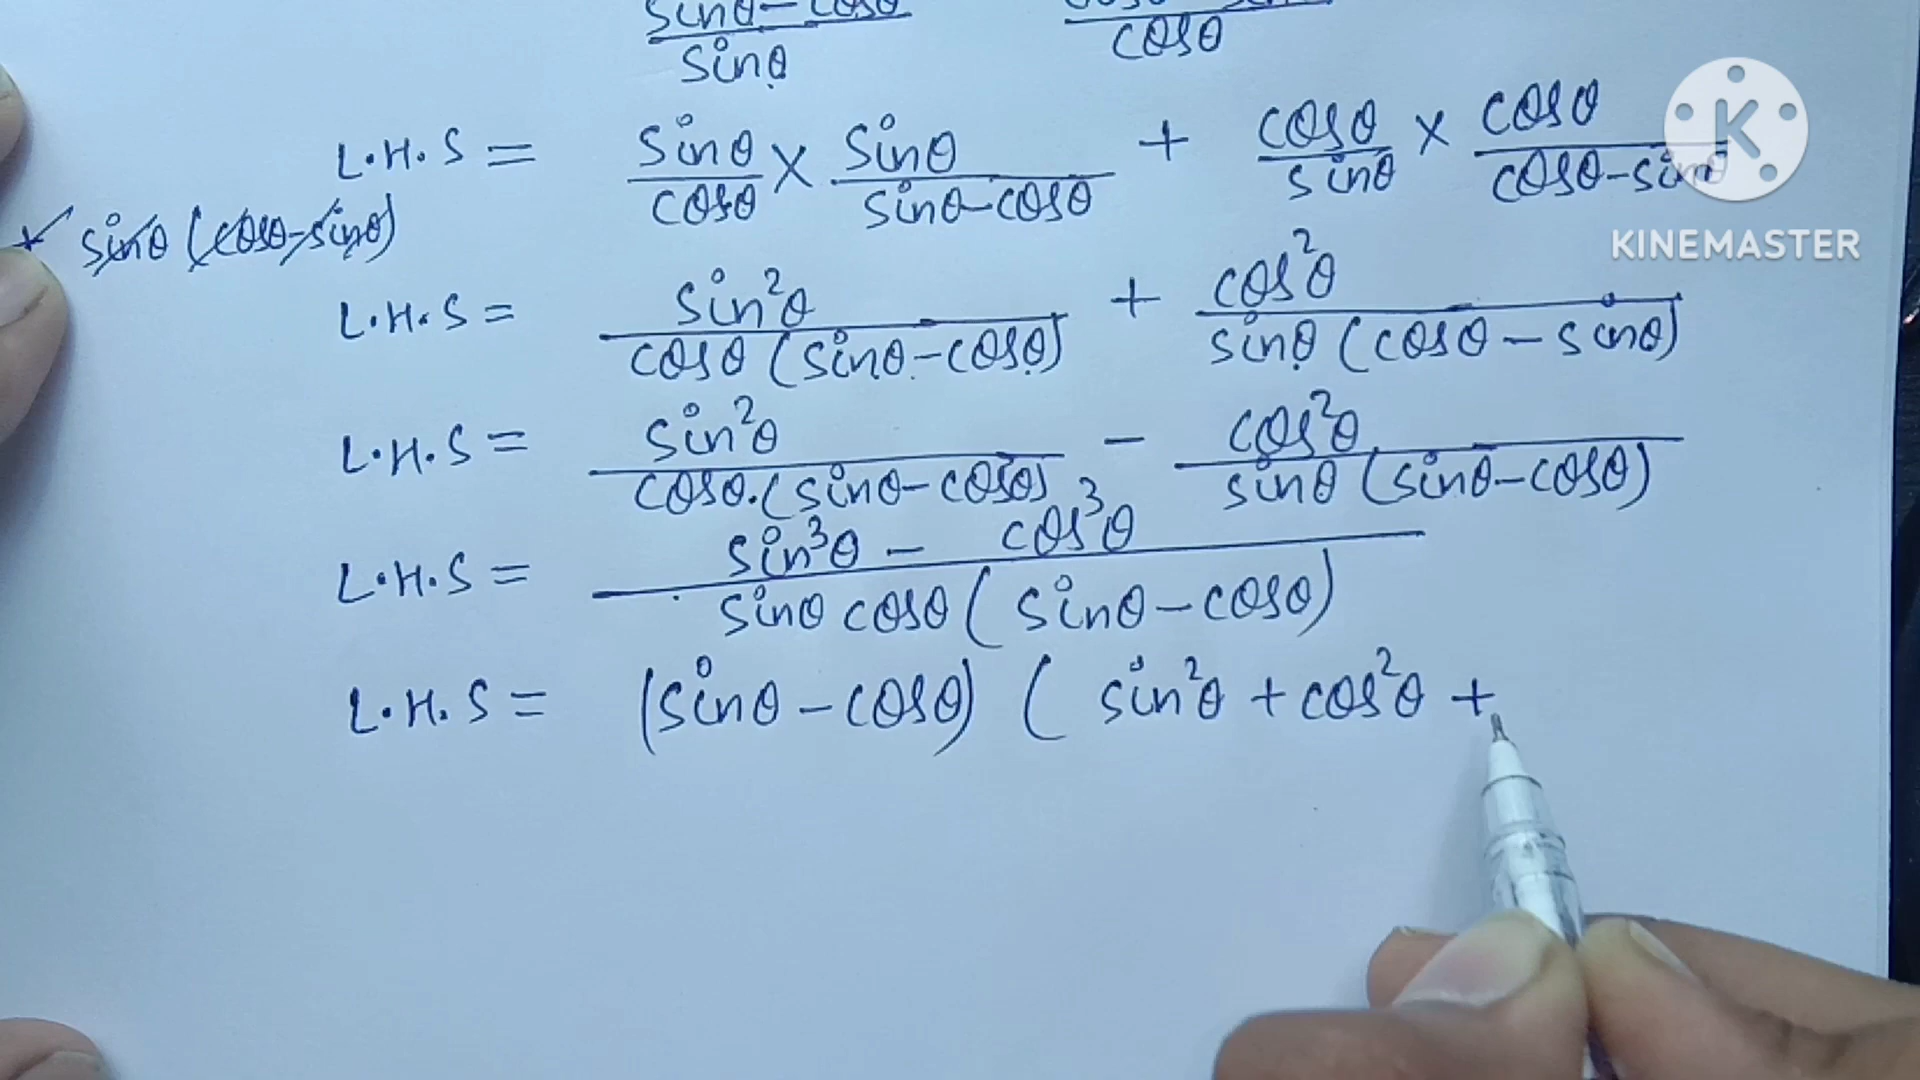 sinθ-cosθ
sinθ cosθ
L.H.S = sinθ/cosθ × sinθ/sinθ-cosθ + cosθ/sinθ × cosθ/cosθ-sinθ
sinθ (cosθ-sinθ)
L.H.S = sin²θ/cosθ (sinθ-cosθ) + cos²θ/sinθ (cosθ-sinθ)
L.H.S = sin²θ/cosθ.(sinθ-cosθ) - cos²θ/sinθ (sinθ-cosθ)
L.H.S = sin³θ - cos³θ/sinθ cosθ (sinθ-cosθ)
L.H.S = (sinθ-cosθ) ( sin²θ + cos²θ +
K
KINEMASTER